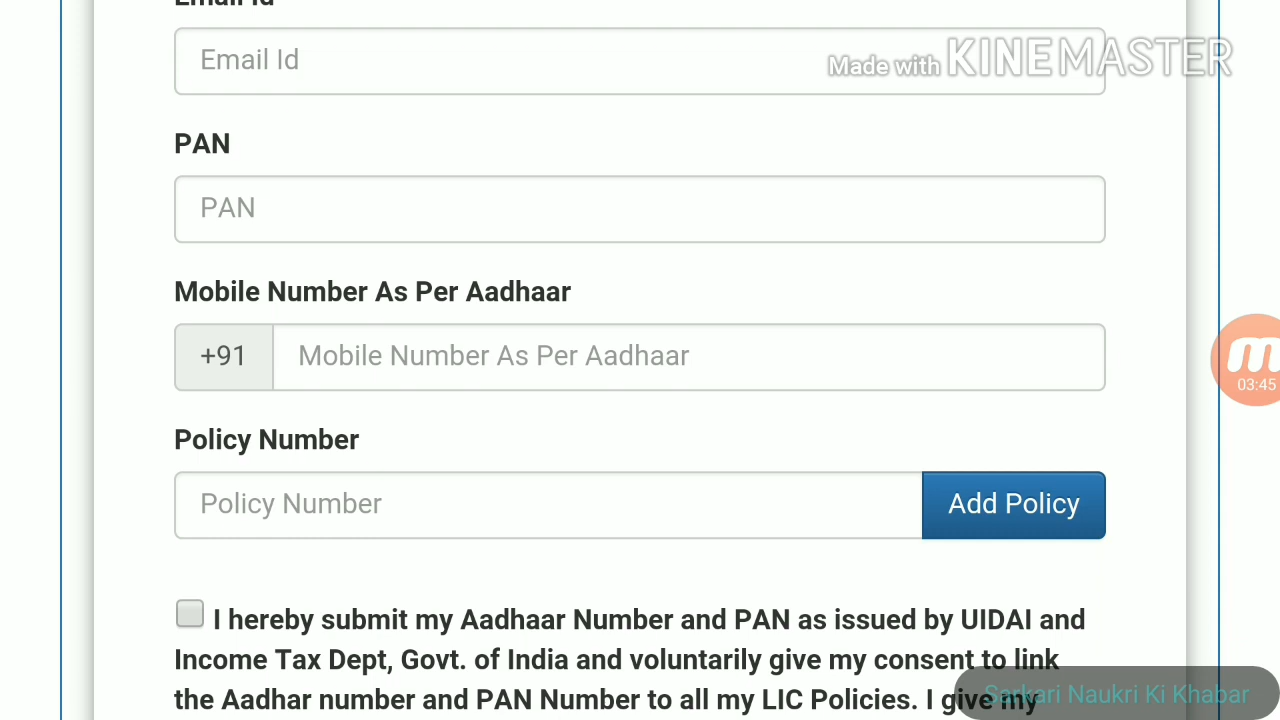 Email Id
Email Id
Made with KINEMASTER
PAN
PAN
Mobile Number As Per Aadhaar
+91 Mobile Number As Per Aadhaar
03:45
Policy Number
Policy Number Add Policy
I hereby submit my Aadhaar Number and PAN as issued by UIDAI and
Income Tax Dept, Govt. of India and voluntarily give my consent to link
the Aadhar number and PAN Number to all my LIC Policies. I give my
Sarkari Naukri Ki Khabar